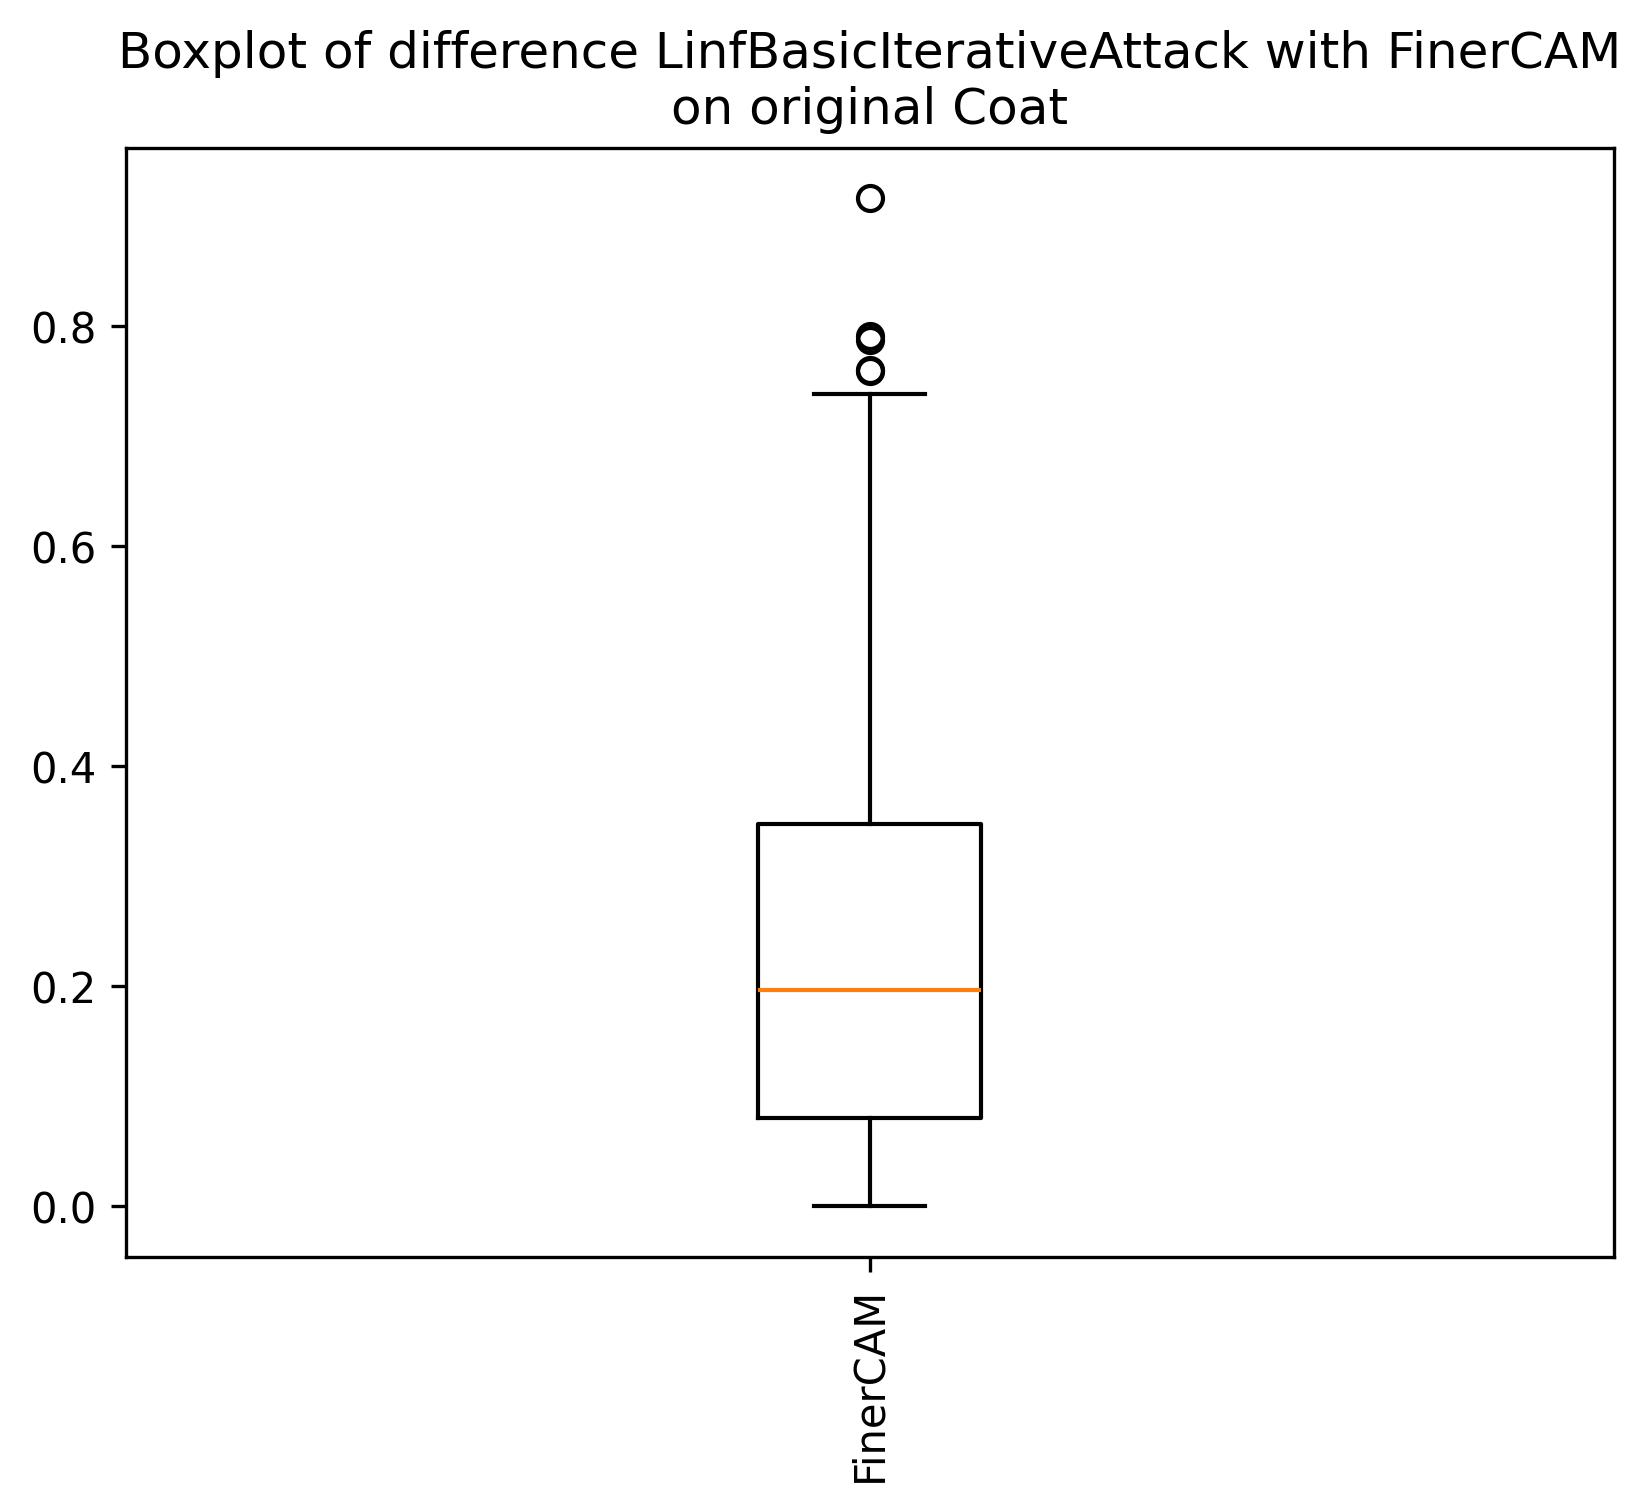 Boxplot of difference LinfBasicIterativeAttack with FinerCAM
on original Coat
0.8
0.6
0.4
0.2
0.0
FinerCAM